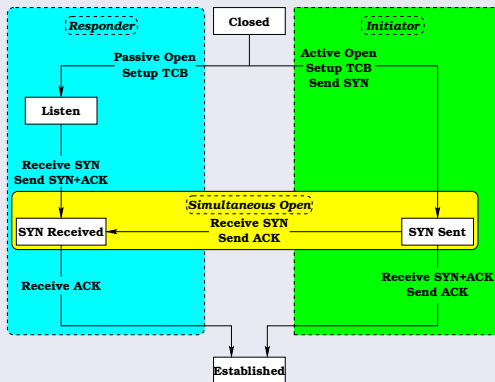 Responder
Closed
Initiator
Passive Open
Setup TCB
Active Open
Setup TCB
Send SYN
Listen
Receive SYN
Send SYN+ACK
Simultaneous Open
SYN Received
Receive SYN
Send ACK
SYN Sent
Receive ACK
Receive SYN+ACK
Send ACK
Established